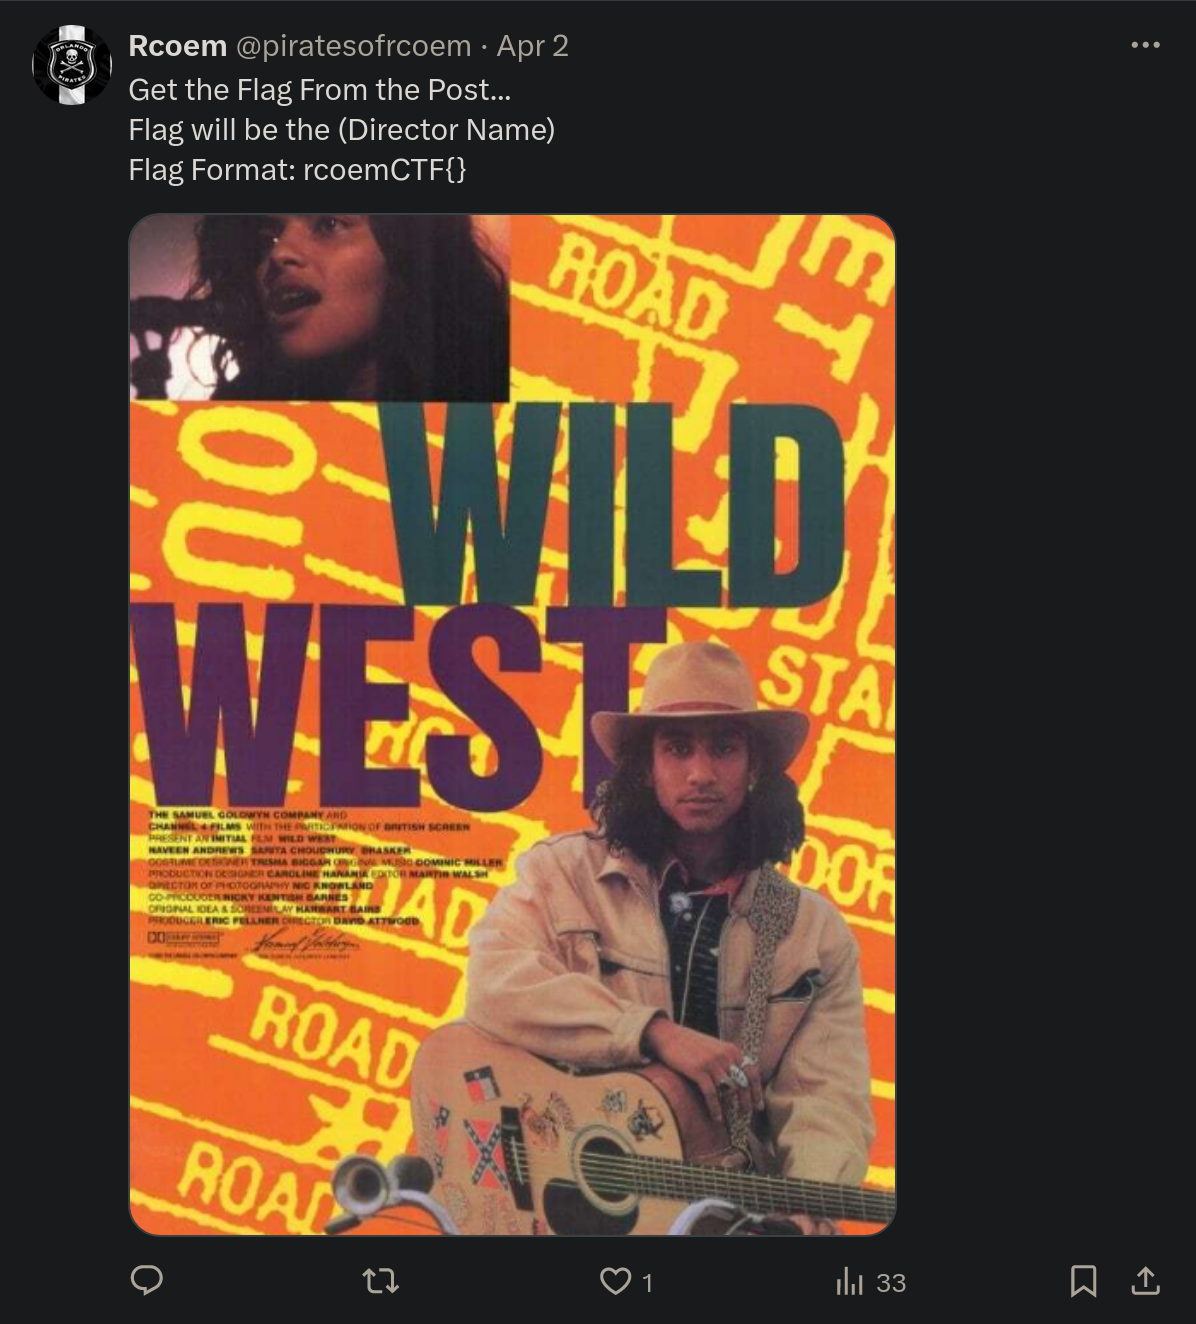 Rcoem @piratesofrcoem · Apr 2
Get the Flag From the Post...
Flag will be the (Director Name)
Flag Format: rcoemCTF{}
ROAD
WILD
WEST
STA
THE SAMUEL GOLDWYN COMPANY AND
CHANNEL 4 FILMS WITH THE PARTICIPATION OF BRITISH SCREEN
PRESENT AN INITIAL FILM WILD WEST
NAVEEN ANDREWS SARITA CHOUDHURY BHASKER
COSTUME DESIGNER TRISHA BIGGAR ORIGINAL MUSIC DOMINIC MILLER
PRODUCTION DESIGNER CAROLINE HANANIA EDITOR MARTIN WALSH
DIRECTOR OF PHOTOGRAPHY NIC KNOWLAND
CO-PRODUCER NICKY KENTISH BARNES
ORIGINAL IDEA & SCREENPLAY HARWANT BAINS
PRODUCER ERIC FELLNER DIRECTOR DAVID ATTWOOD
OAD
ROAD
ROAD
1
33